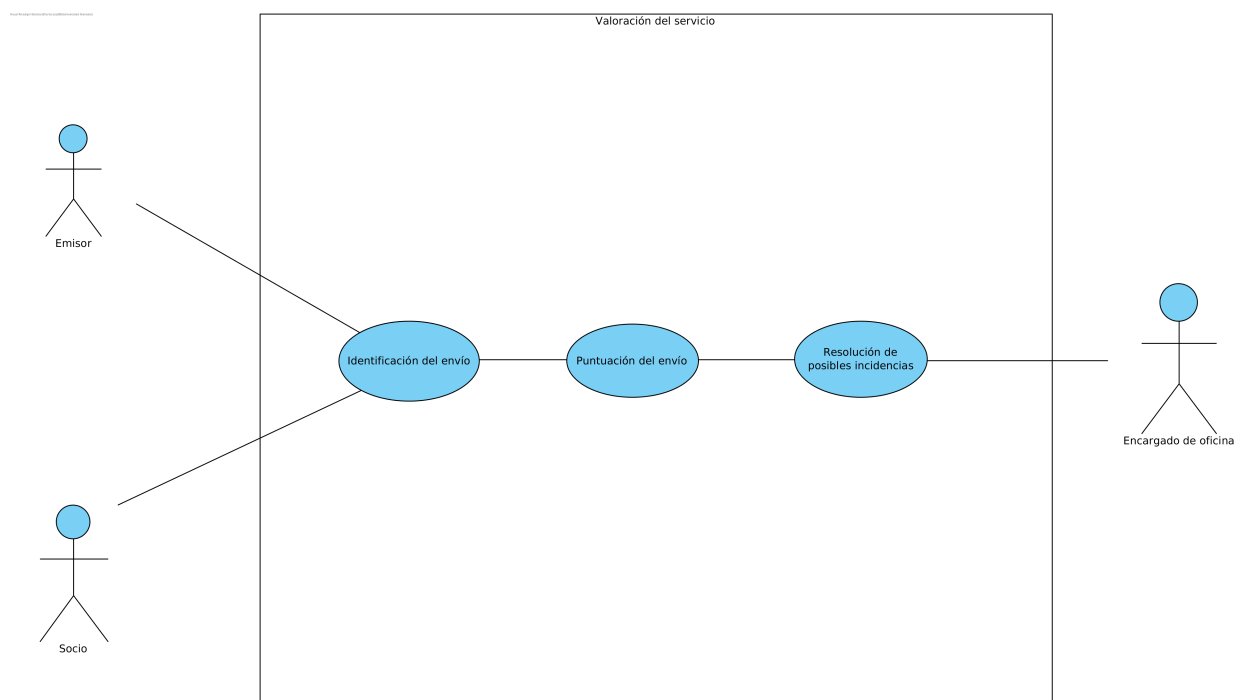 Valoración del servicio
Emisor
Identificación del envío
Puntuación del envío
Resolución de
posibles incidencias
Encargado de oficina
Socio